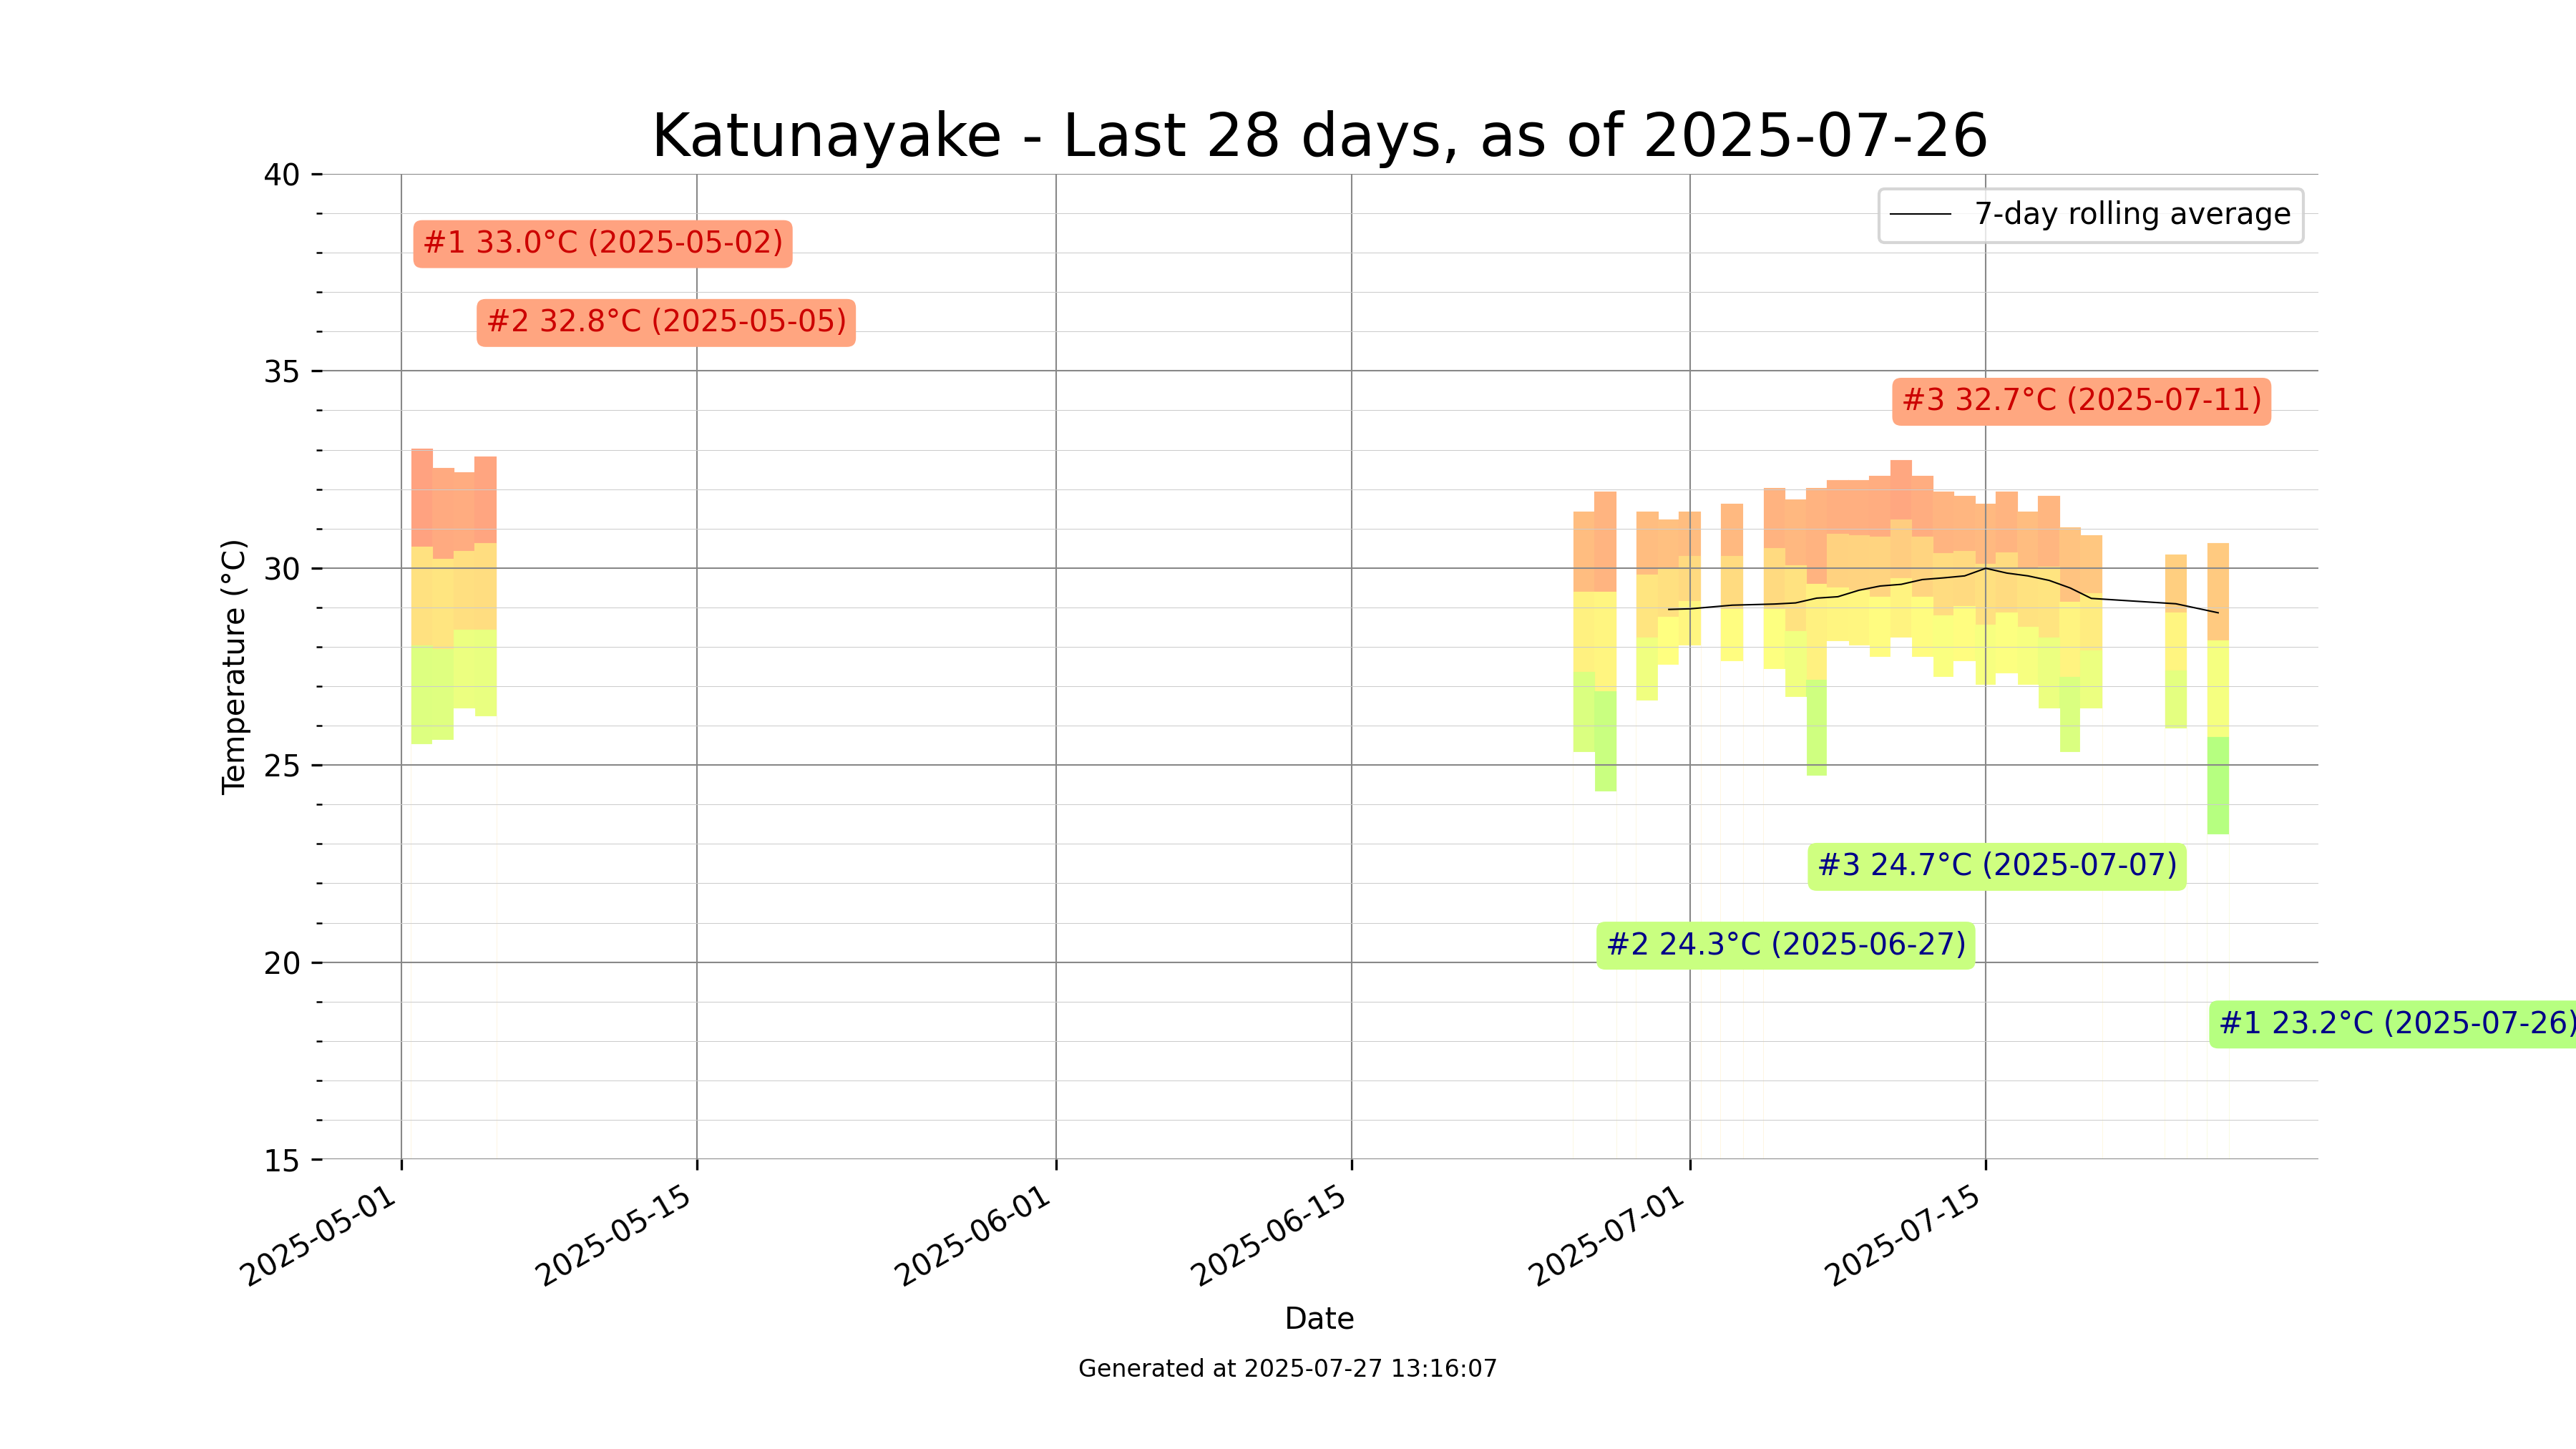 Katunayake - Last 28 days, as of 2025-07-26
40
7-day rolling average
#1 33.0°C (2025-05-02)
#2 32.8°C (2025-05-05)
35
#3 32.7°C (2025-07-11)
30
Temperature (°C)
25
#3 24.7°C (2025-07-07)
#2 24.3°C (2025-06-27)
20
#1 23.2°C (2025-07-26)
15
2025-05-01
2025-05-15
2025-06-01
2025-06-15
2025-07-01
2025-07-15
Date
Generated at 2025-07-27 13:16:07